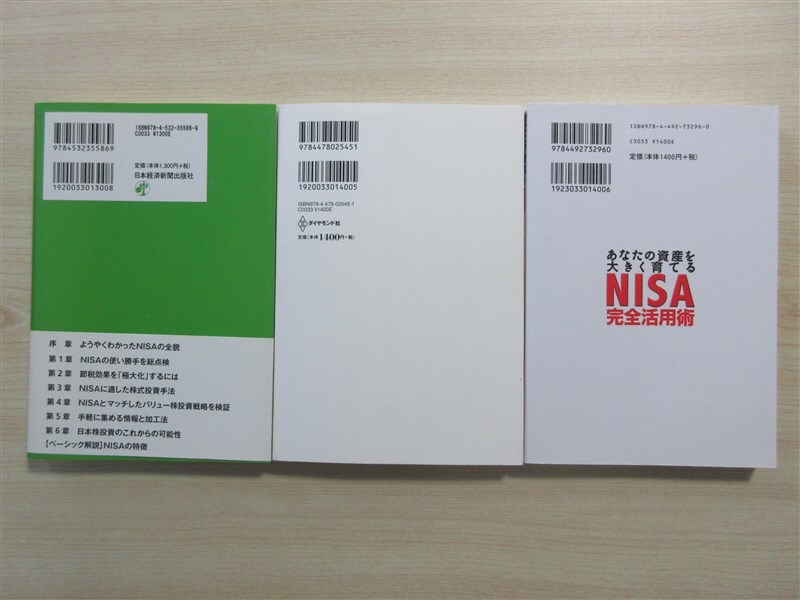 9784532355869
1920033013008
ISBN978-4-532-35586-9
C0033 ¥1300E
定価(本体1,300円+税)
日本経済新聞出版社
序 章 ようやくわかったNISAの全貌
第1章 NISAの使い勝手を総点検
第2章 節税効果を「極大化」するには
第3章 NISAに適した株式投資手法
第4章 NISAとマッチしたバリュー株投資戦略を検証
第5章 手軽に集める情報と加工法
第6章 日本株投資のこれからの可能性
【ベーシック解説】NISAの特徴
9784478025451
1920033014005
ISBN978-4-478-02545-1
C0033 ¥1400E
ダイヤモンド社
定価(本体1400円+税)
9784492732960
1923033014006
ISBN978-4-492-73296-0
C3033 ¥1400E
定価(本体1400円+税)
あなたの資産を
大きく育てる
NISA
完全活用術